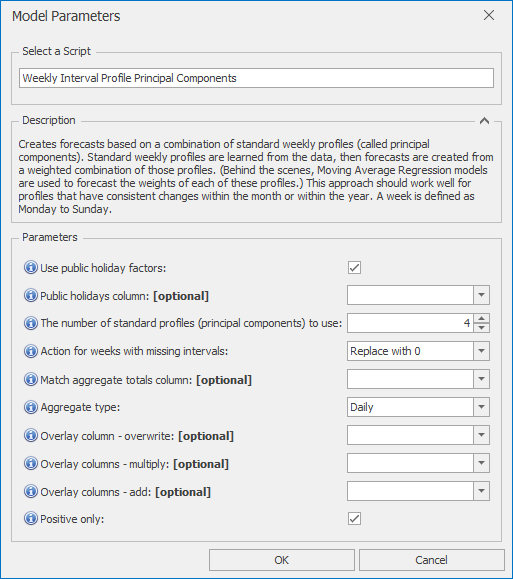 Model Parameters
Select a Script
Weekly Interval Profile Principal Components
Description
Creates forecasts based on a combination of standard weekly profiles (called principal
components). Standard weekly profiles are learned from the data, then forecasts are created from
a weighted combination of those profiles. (Behind the scenes, Moving Average Regression models
are used to forecast the weights of each of these profiles.) This approach should work well for
profiles that have consistent changes within the month or within the year. A week is defined as
Monday to Sunday.
Parameters
Use public holiday factors:
Public holidays column: [optional]
The number of standard profiles (principal components) to use: 4
Action for weeks with missing intervals: Replace with 0
Match aggregate totals column: [optional]
Aggregate type: Daily
Overlay column - overwrite: [optional]
Overlay columns - multiply: [optional]
Overlay columns - add: [optional]
Positive only:
OK Cancel